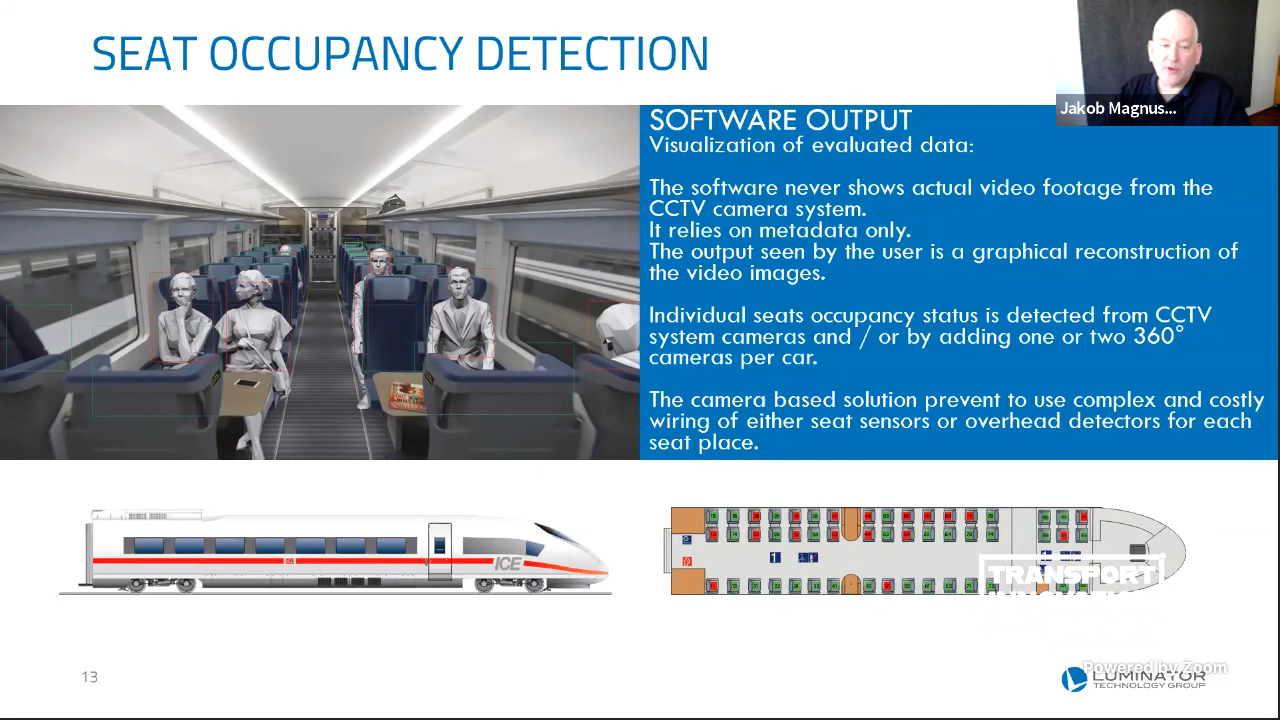 SEAT OCCUPANCY DETECTION
Jakob Magnus...
SOFTWARE OUTPUT
Visualization of evaluated data:
The software never shows actual video footage from the
CCTV camera system.
It relies on metadata only.
The output seen by the user is a graphical reconstruction of
the video images.
Individual seats occupancy status is detected from CCTV
system cameras and / or by adding one or two 360°
cameras per car.
The camera based solution prevent to use complex and costly
wiring of either seat sensors or overhead detectors for each
seat place.
DB
ICE
1
TRANSPORT
13
Powered by Zoom
LUMINATOR
TECHNOLOGY GROUP